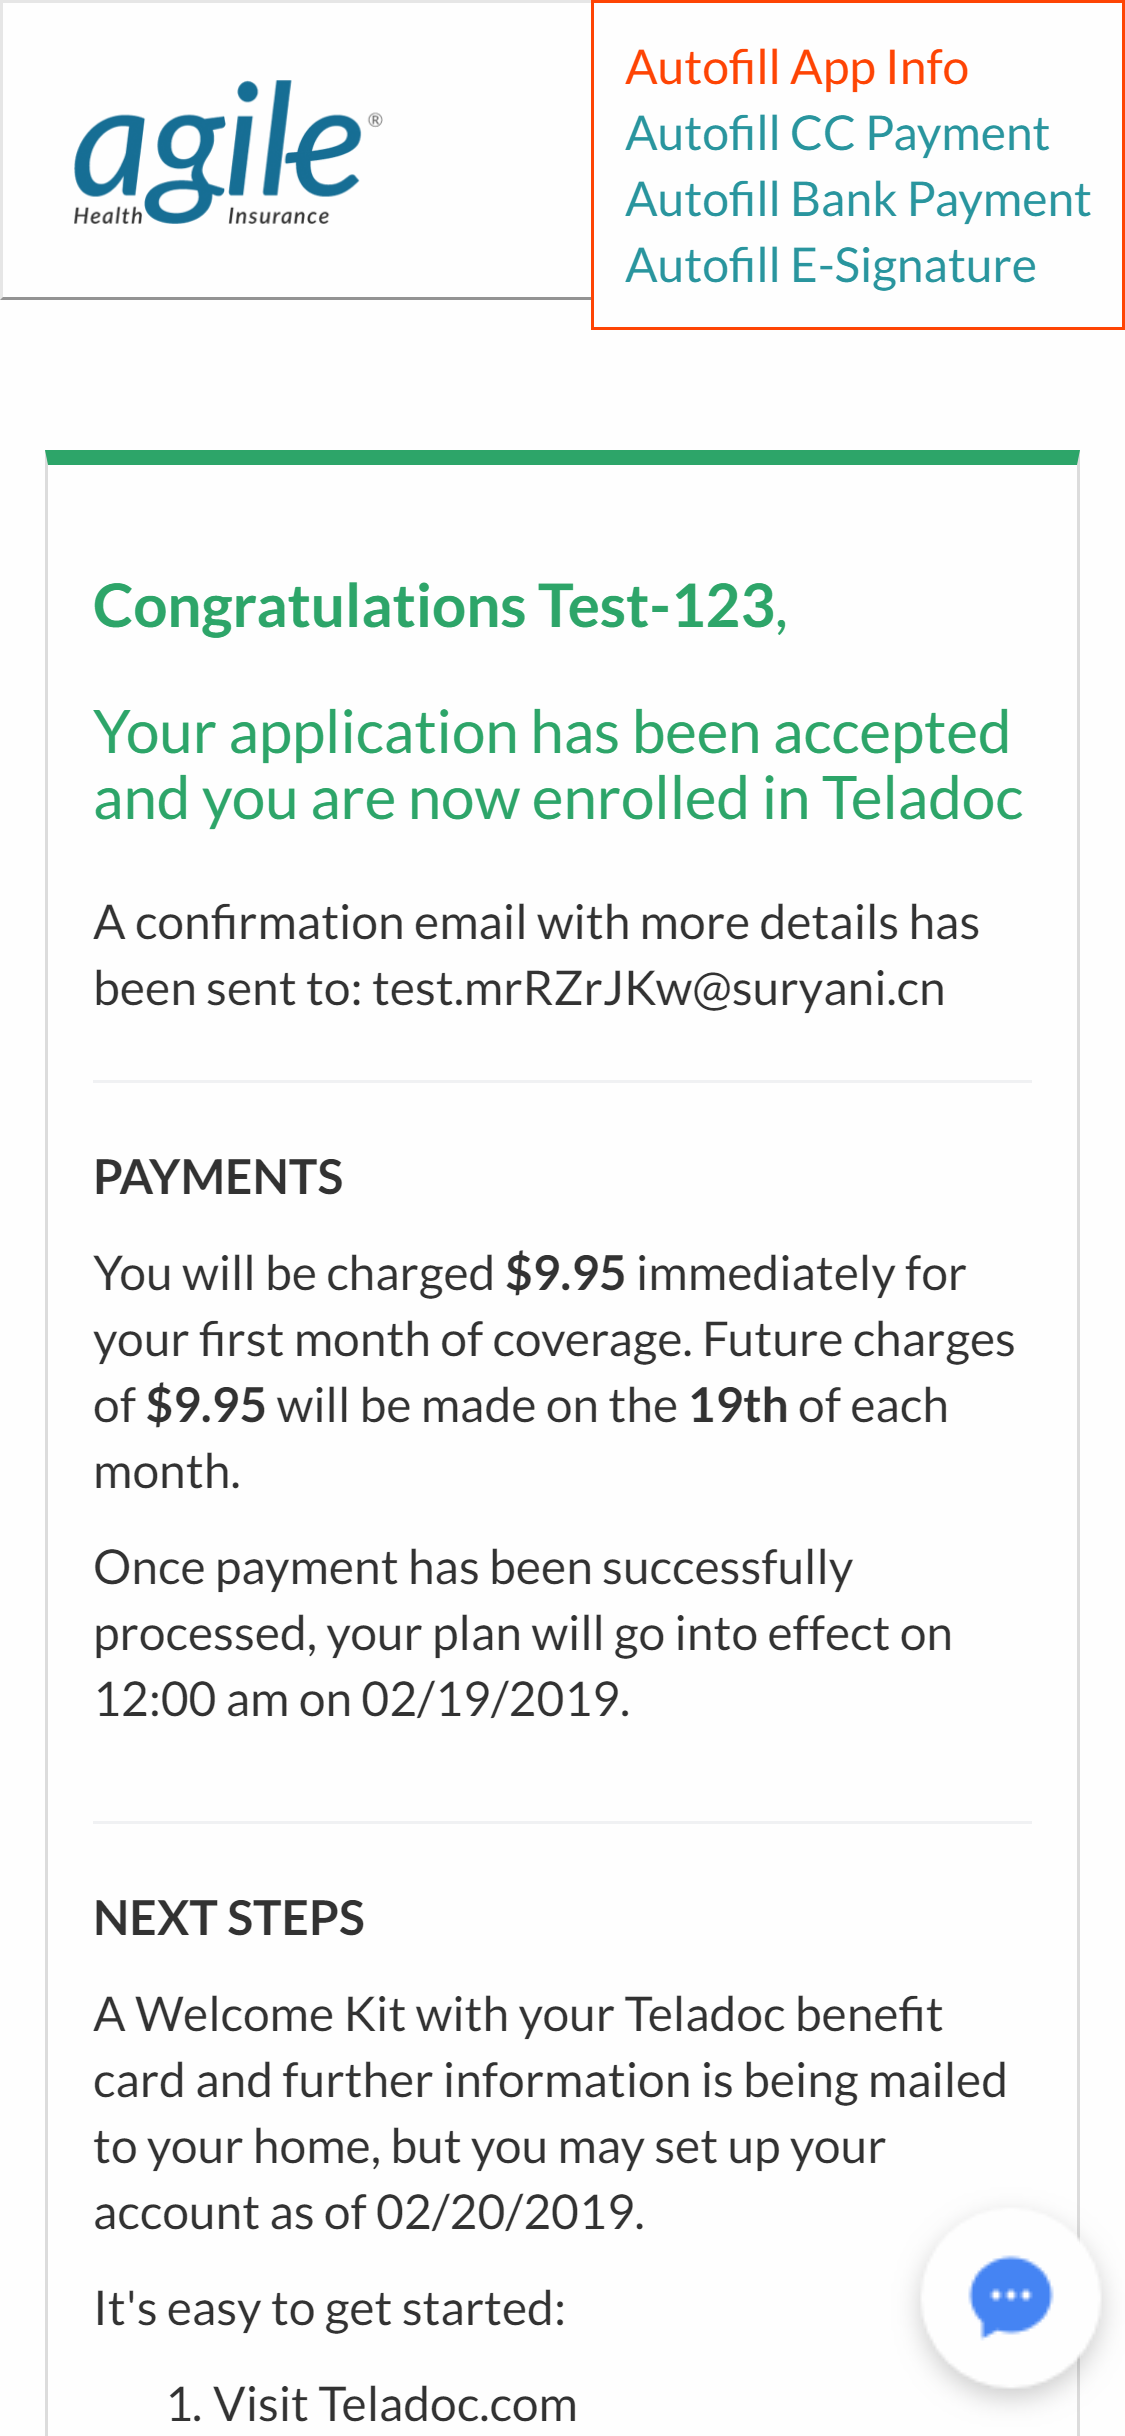 agile®
Health Insurance
Autofill App Info
Autofill CC Payment
Autofill Bank Payment
Autofill E-Signature
Congratulations Test-123,
Your application has been accepted
and you are now enrolled in Teladoc
A confirmation email with more details has
been sent to: test.mrRZrJKw@suryani.cn
PAYMENTS
You will be charged $9.95 immediately for
your first month of coverage. Future charges
of $9.95 will be made on the 19th of each
month.
Once payment has been successfully
processed, your plan will go into effect on
12:00 am on 02/19/2019.
NEXT STEPS
A Welcome Kit with your Teladoc benefit
card and further information is being mailed
to your home, but you may set up your
account as of 02/20/2019.
It's easy to get started:
1. Visit Teladoc.com